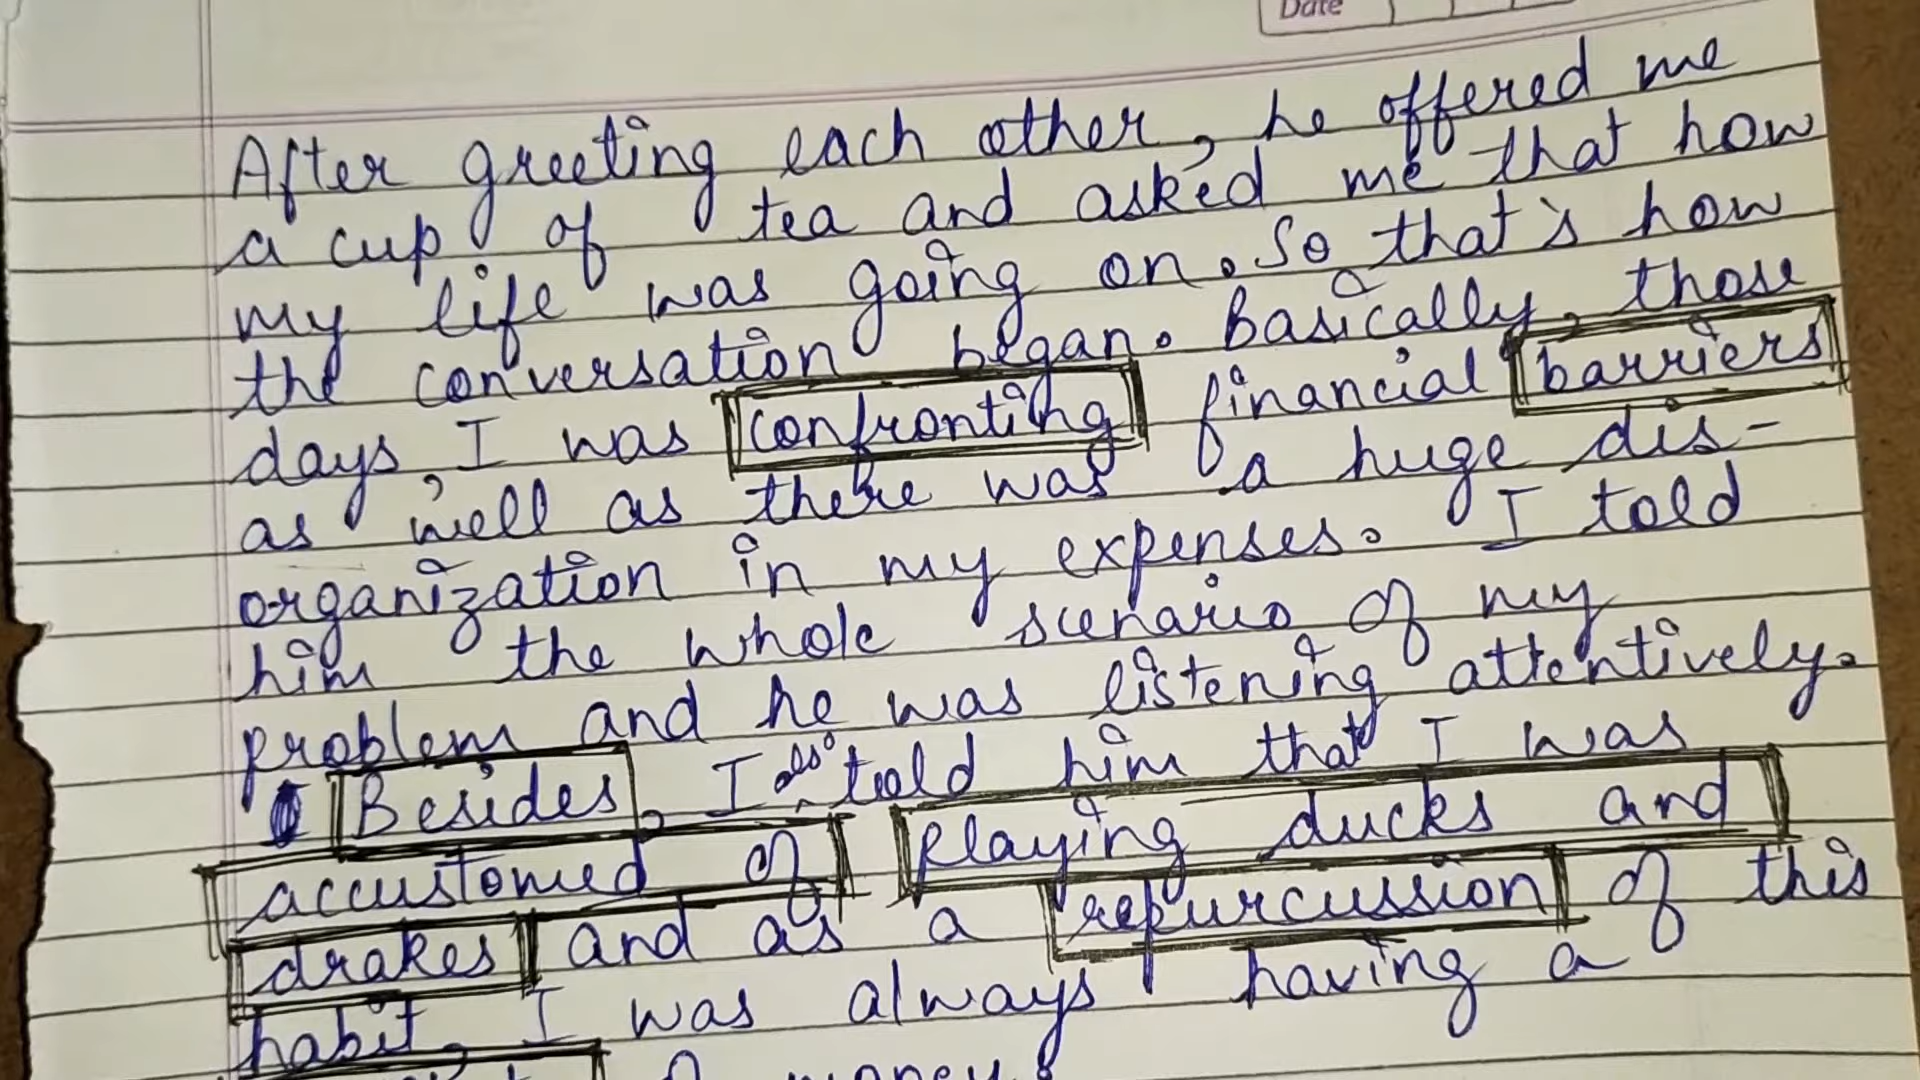 Date
After greeting each other, he offered me
a cup of tea and asked me that how
my life was going on. So that's how
the conversation began. Basically, those
days, I was confronting financial barriers
as well as there was a huge dis-
organization in my expenses. I told
him the whole scenario of my
problem and he was listening attentively.
Besides, I also told him that I was
accustomed of playing ducks and
drakes and as a repurcussion of this
habit, I was always having a
of money